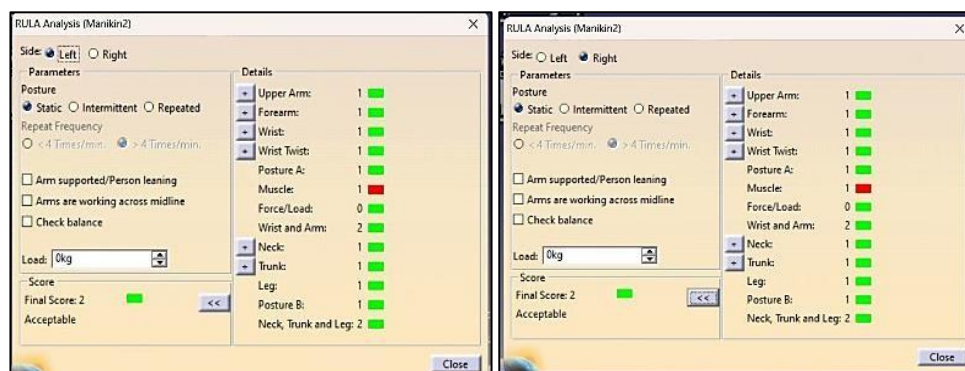 RULA Analysis (Manikin2)
Side: Left Right
Parameters
Posture
Static Intermittent Repeated
Repeat Frequency
< 4 Times/min. > 4 Times/min.
Arm supported/Person leaning
Arms are working across midline
Check balance
Load: 0kg
Score
Final Score: 2
<<
Acceptable
Details
+ Upper Arm: 1
+ Forearm: 1
+ Wrist: 1
+ Wrist Twist: 1
Posture A: 1
Muscle: 1
Force/Load: 0
Wrist and Arm: 2
+ Neck: 1
+ Trunk: 1
Leg: 1
Posture B: 1
Neck, Trunk and Leg: 2
Close
RULA Analysis (Manikin2)
Side: Left Right
Parameters
Posture
Static Intermittent Repeated
Repeat Frequency
< 4 Times/min. > 4 Times/min.
Arm supported/Person leaning
Arms are working across midline
Check balance
Load: 0kg
Score
Final Score: 2
<<
Acceptable
Details
+ Upper Arm: 1
+ Forearm: 1
+ Wrist: 1
+ Wrist Twist: 1
Posture A: 1
Muscle: 1
Force/Load: 0
Wrist and Arm: 2
+ Neck: 1
+ Trunk: 1
Leg: 1
Posture B: 1
Neck, Trunk and Leg: 2
Close